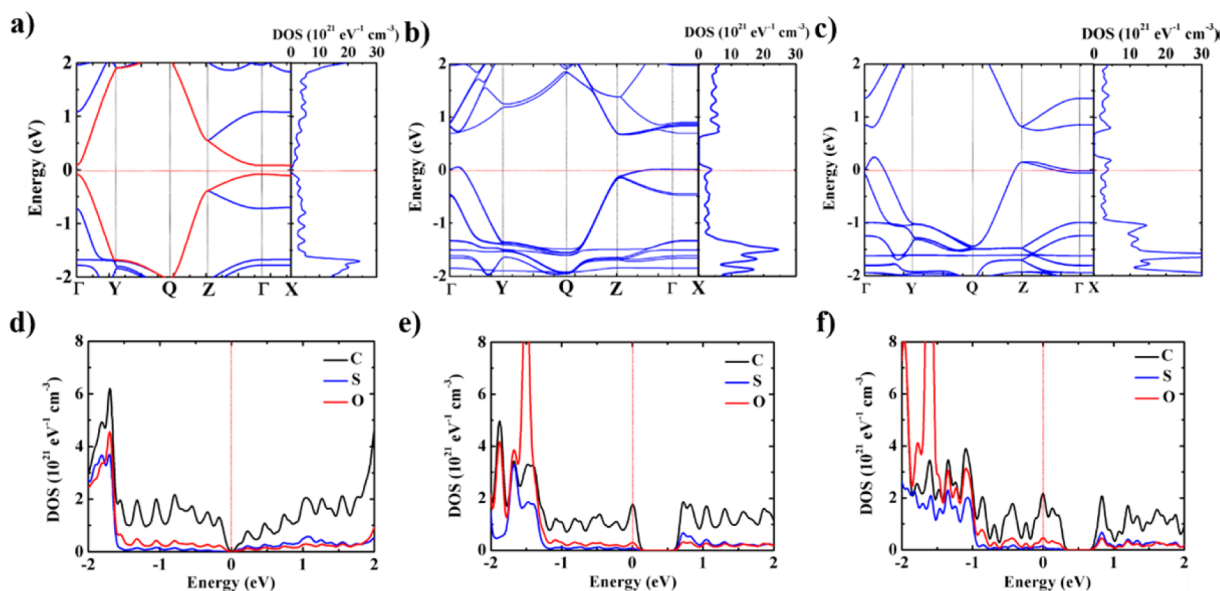 a)
DOS (10²¹ eV⁻¹ cm⁻³)
0 10 20 30
Energy (eV)
2
1
0
-1
-2
Γ Y Q Z Γ X
b)
DOS (10²¹ eV⁻¹ cm⁻³)
0 10 20 30
Energy (eV)
2
1
0
-1
-2
Γ Y Q Z Γ X
c)
DOS (10²¹ eV⁻¹ cm⁻³)
0 10 20 30
Energy (eV)
2
1
0
-1
-2
Γ Y Q Z Γ X
d)
DOS (10²¹ eV⁻¹ cm⁻³)
8
6
4
2
0
C
S
O
-2 -1 0 1 2
Energy (eV)
e)
DOS (10²¹ eV⁻¹ cm⁻³)
8
6
4
2
0
C
S
O
-2 -1 0 1 2
Energy (eV)
f)
DOS (10²¹ eV⁻¹ cm⁻³)
8
6
4
2
0
C
S
O
-2 -1 0 1 2
Energy (eV)